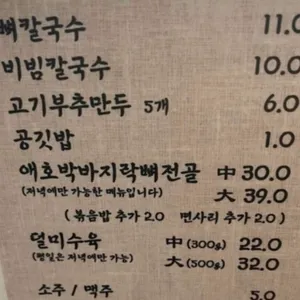 뼈칼국수 11.0
비빔칼국수 10.0
고기부추만두 5개 6.0
공깃밥 1.0
애호박바지락뼈전골 中 30.0
(저녁에만 가능한 메뉴입니다) 大 39.0
( 볶음밥 추가 2.0 면사리 추가 2.0 )
덜미수육 中 (300g) 22.0
(평일은 저녁에만 가능) 大 (500g) 32.0
소주 / 맥주 5.0